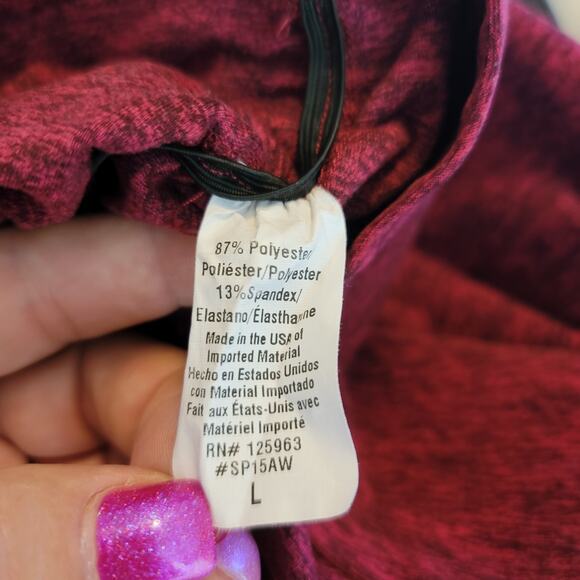 87% Polyester
Poliéster/Polyester
13%Spandex/
Elastano/Élasthanne
Made in the USA of
Imported Material
Hecho en Estados Unidos
con Material Importado
Fait aux États-Unis avec
Matériel Importé
RN# 125963
#SP15AW
L